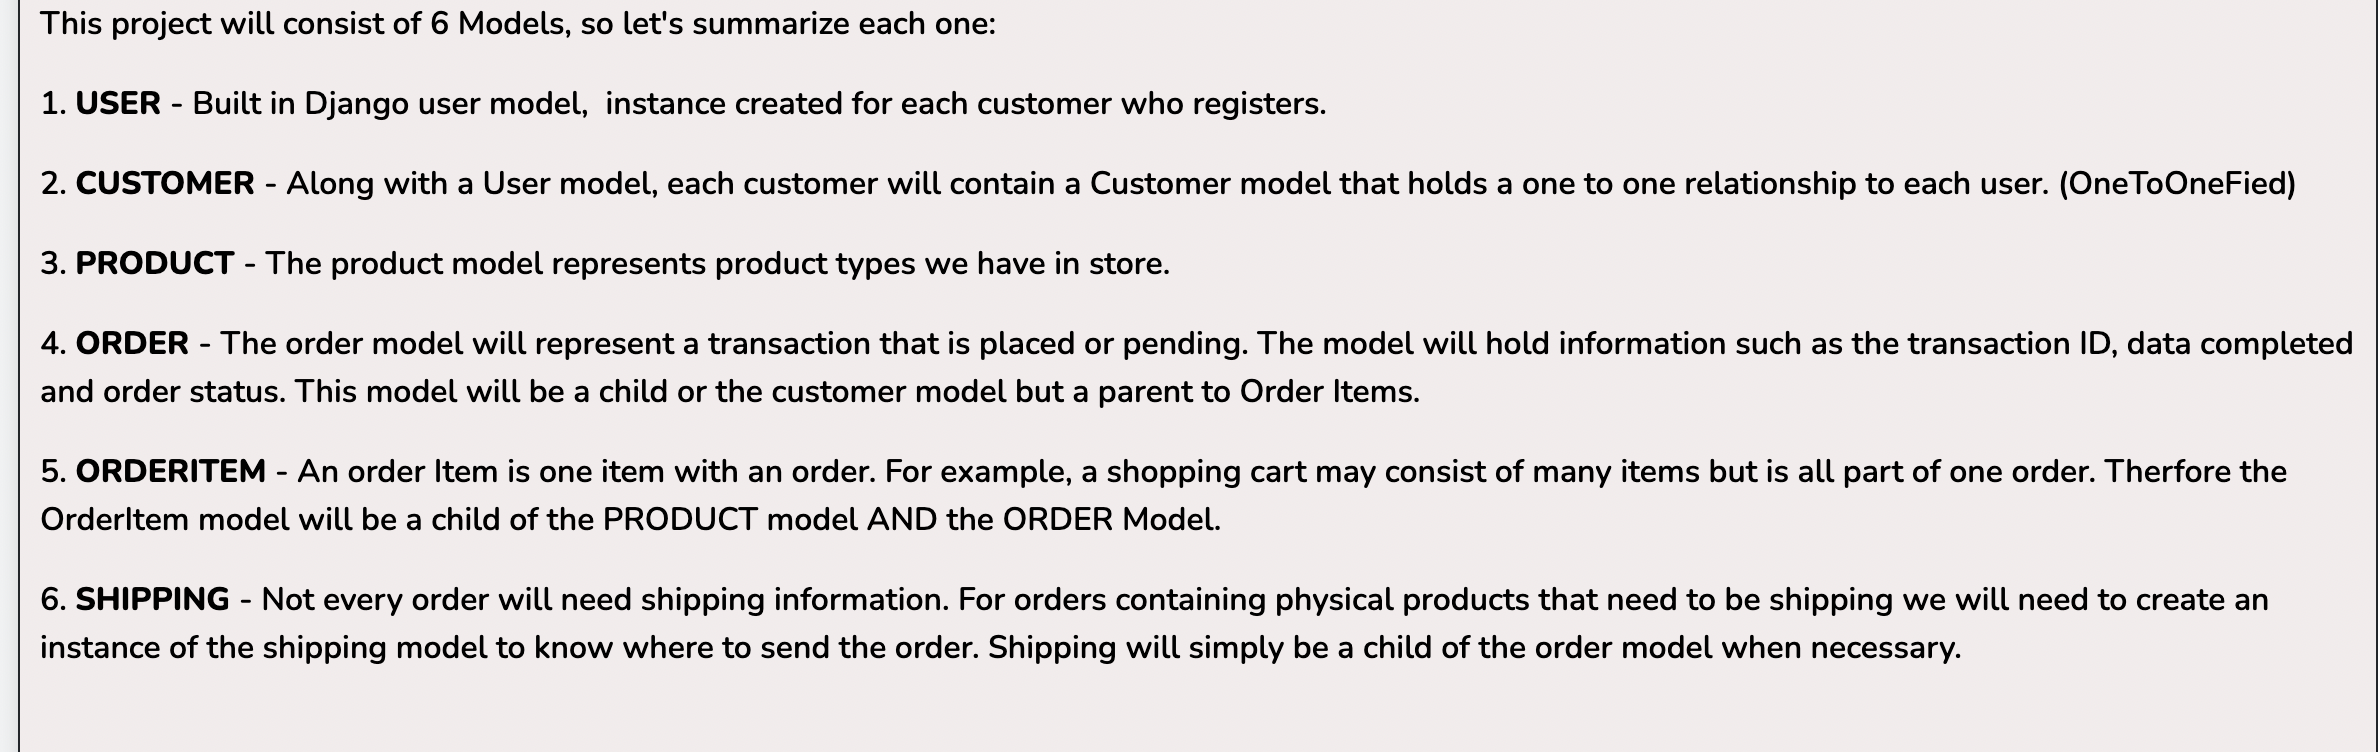 This project will consist of 6 Models, so let's summarize each one:
1. USER - Built in Django user model,  instance created for each customer who registers.
2. CUSTOMER - Along with a User model, each customer will contain a Customer model that holds a one to one relationship to each user. (OneToOneFied)
3. PRODUCT - The product model represents product types we have in store.
4. ORDER - The order model will represent a transaction that is placed or pending. The model will hold information such as the transaction ID, data completed
and order status. This model will be a child or the customer model but a parent to Order Items.
5. ORDERITEM - An order Item is one item with an order. For example, a shopping cart may consist of many items but is all part of one order. Therfore the
OrderItem model will be a child of the PRODUCT model AND the ORDER Model.
6. SHIPPING - Not every order will need shipping information. For orders containing physical products that need to be shipping we will need to create an
instance of the shipping model to know where to send the order. Shipping will simply be a child of the order model when necessary.